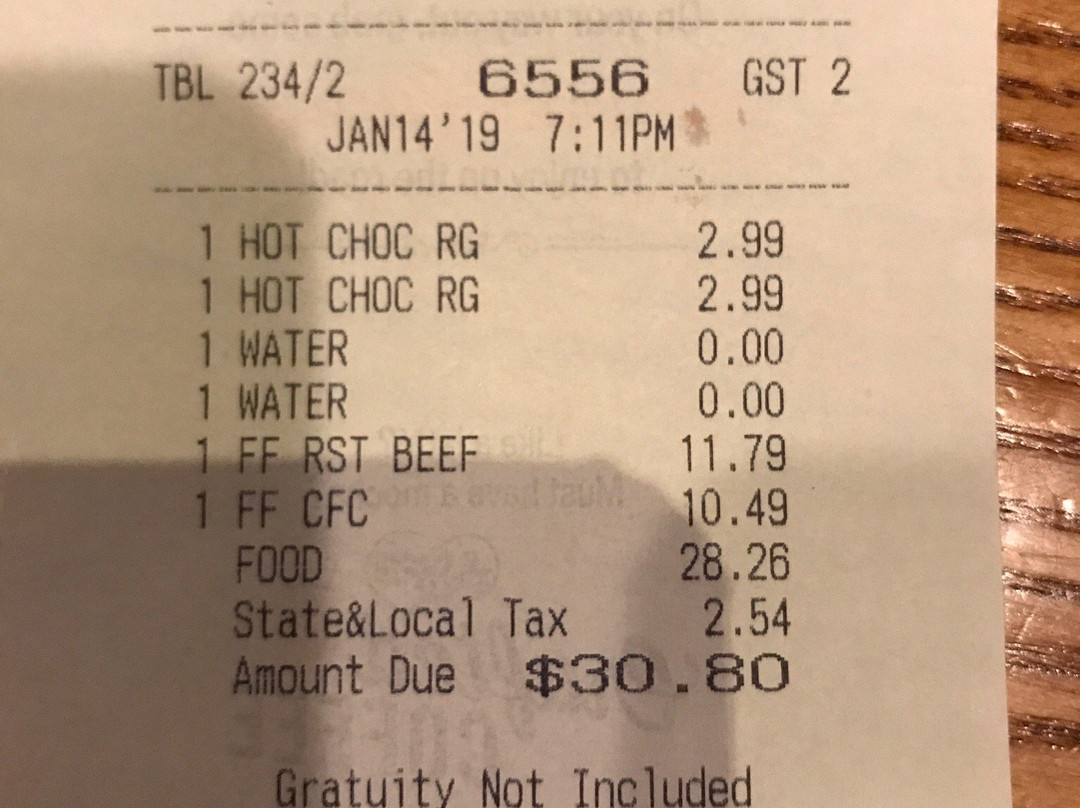 TBL 234/2 6556 GST 2
JAN14'19 7:11PM
1 HOT CHOC RG 2.99
1 HOT CHOC RG 2.99
1 WATER 0.00
1 WATER 0.00
1 FF RST BEEF 11.79
1 FF CFC 10.49
FOOD 28.26
State&Local Tax 2.54
Amount Due $30.80
Gratuity Not Included